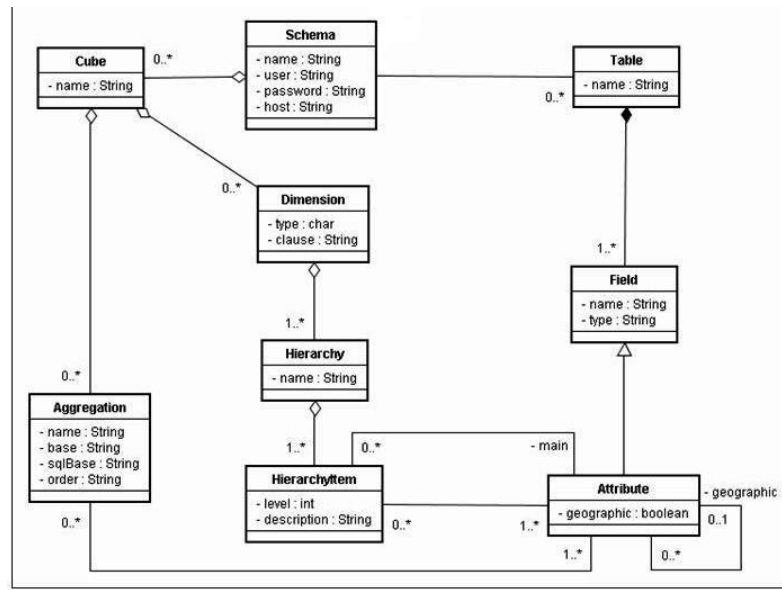 Schema
- name : String
- user : String
- password : String
- host : String
Cube
- name : String
0..*
Table
- name : String
0..*
0..*
Dimension
- type : char
- clause : String
1..*
Field
- name : String
- type : String
1..*
Hierarchy
- name : String
0..*
Aggregation
- name : String
- base : String
- sqlBase : String
- order : String
1..*
0..*
- main
HierarchyItem
- level : int
- description : String
Attribute
- geographic : boolean
- geographic
0..1
0..*
0..*
1..*
1..*
0..*